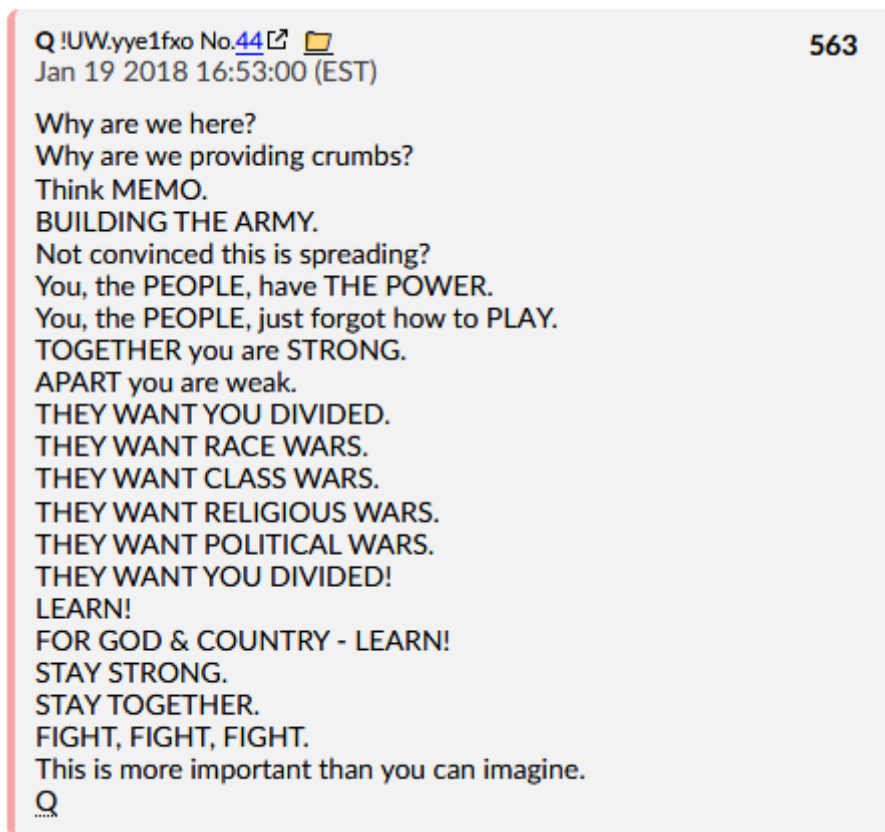 Q !UW.yye1fxo No.44
563
Jan 19 2018 16:53:00 (EST)
Why are we here?
Why are we providing crumbs?
Think MEMO.
BUILDING THE ARMY.
Not convinced this is spreading?
You, the PEOPLE, have THE POWER.
You, the PEOPLE, just forgot how to PLAY.
TOGETHER you are STRONG.
APART you are weak.
THEY WANT YOU DIVIDED.
THEY WANT RACE WARS.
THEY WANT CLASS WARS.
THEY WANT RELIGIOUS WARS.
THEY WANT POLITICAL WARS.
THEY WANT YOU DIVIDED!
LEARN!
FOR GOD & COUNTRY - LEARN!
STAY STRONG.
STAY TOGETHER.
FIGHT, FIGHT, FIGHT.
This is more important than you can imagine.
Q